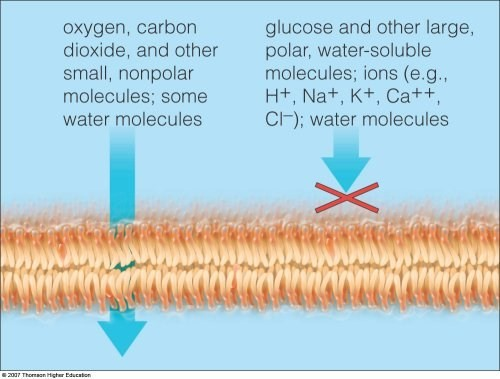 oxygen, carbon
dioxide, and other
small, nonpolar
molecules; some
water molecules
glucose and other large,
polar, water-soluble
molecules; ions (e.g.,
H+, Na+, K+, Ca++,
Cl–); water molecules
© 2007 Thomson Higher Education